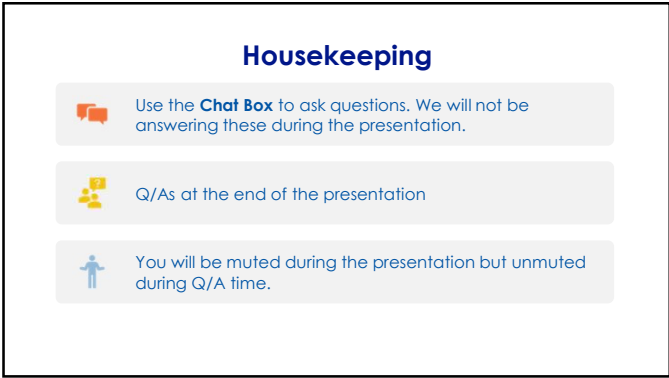 Housekeeping
Use the Chat Box to ask questions. We will not be
answering these during the presentation.
?
Q/As at the end of the presentation
You will be muted during the presentation but unmuted
during Q/A time.